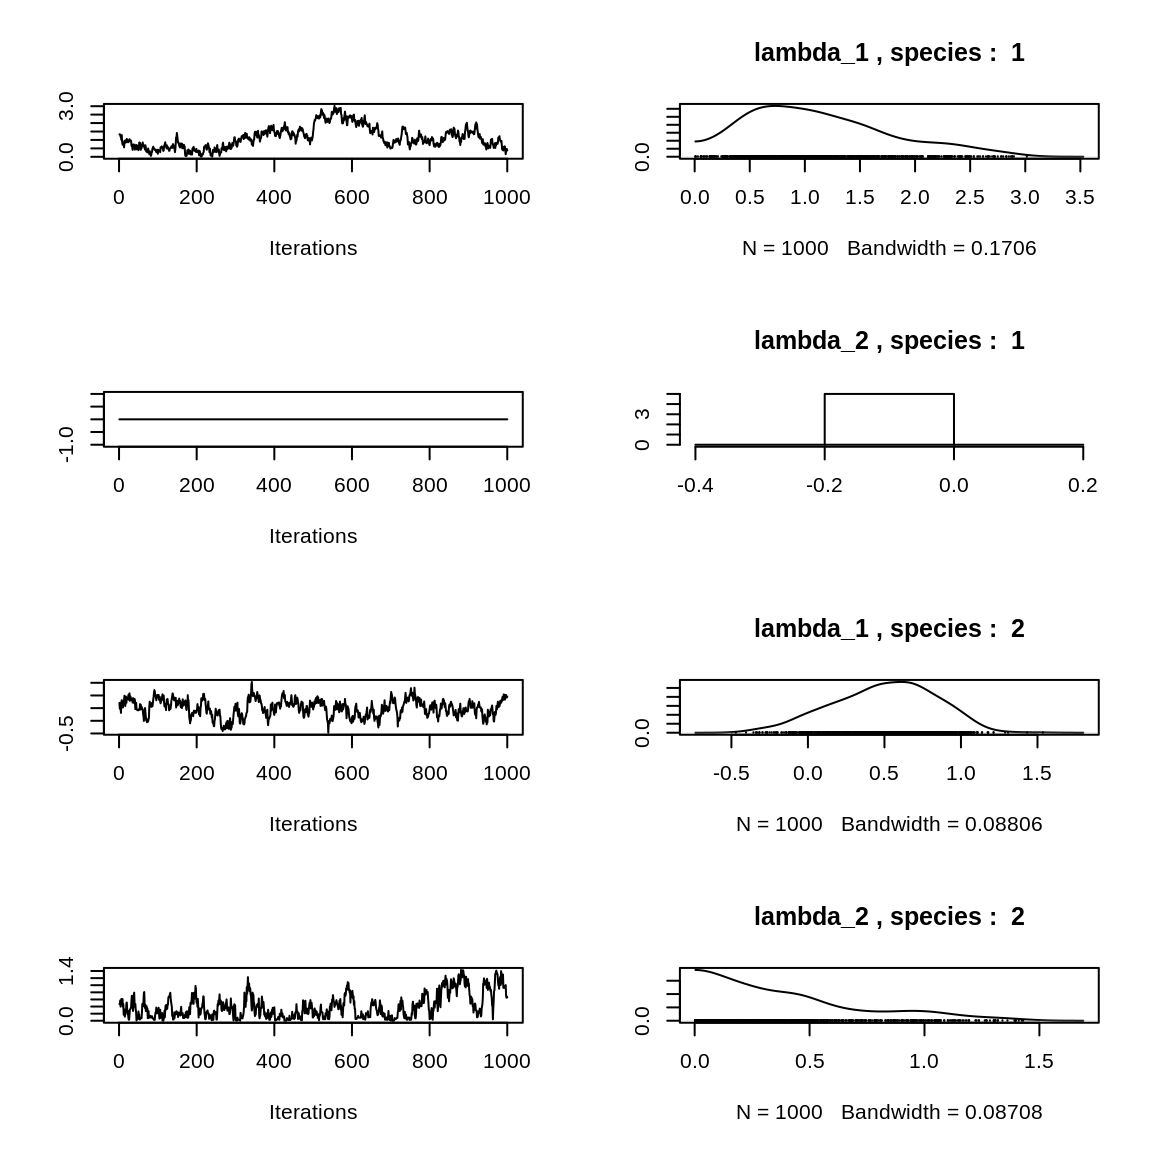 lambda_1 , species :  1
0.0 3.0
0.0
0 200 400 600 800 1000
0.0 0.5 1.0 1.5 2.0 2.5 3.0 3.5
Iterations
N = 1000   Bandwidth = 0.1706
lambda_2 , species :  1
-1.0
0 3
0 200 400 600 800 1000
-0.4 -0.2 0.0 0.2
Iterations
lambda_1 , species :  2
-0.5
0.0
0 200 400 600 800 1000
-0.5 0.0 0.5 1.0 1.5
Iterations
N = 1000   Bandwidth = 0.08806
lambda_2 , species :  2
0.0 1.4
0.0
0 200 400 600 800 1000
0.0 0.5 1.0 1.5
Iterations
N = 1000   Bandwidth = 0.08708